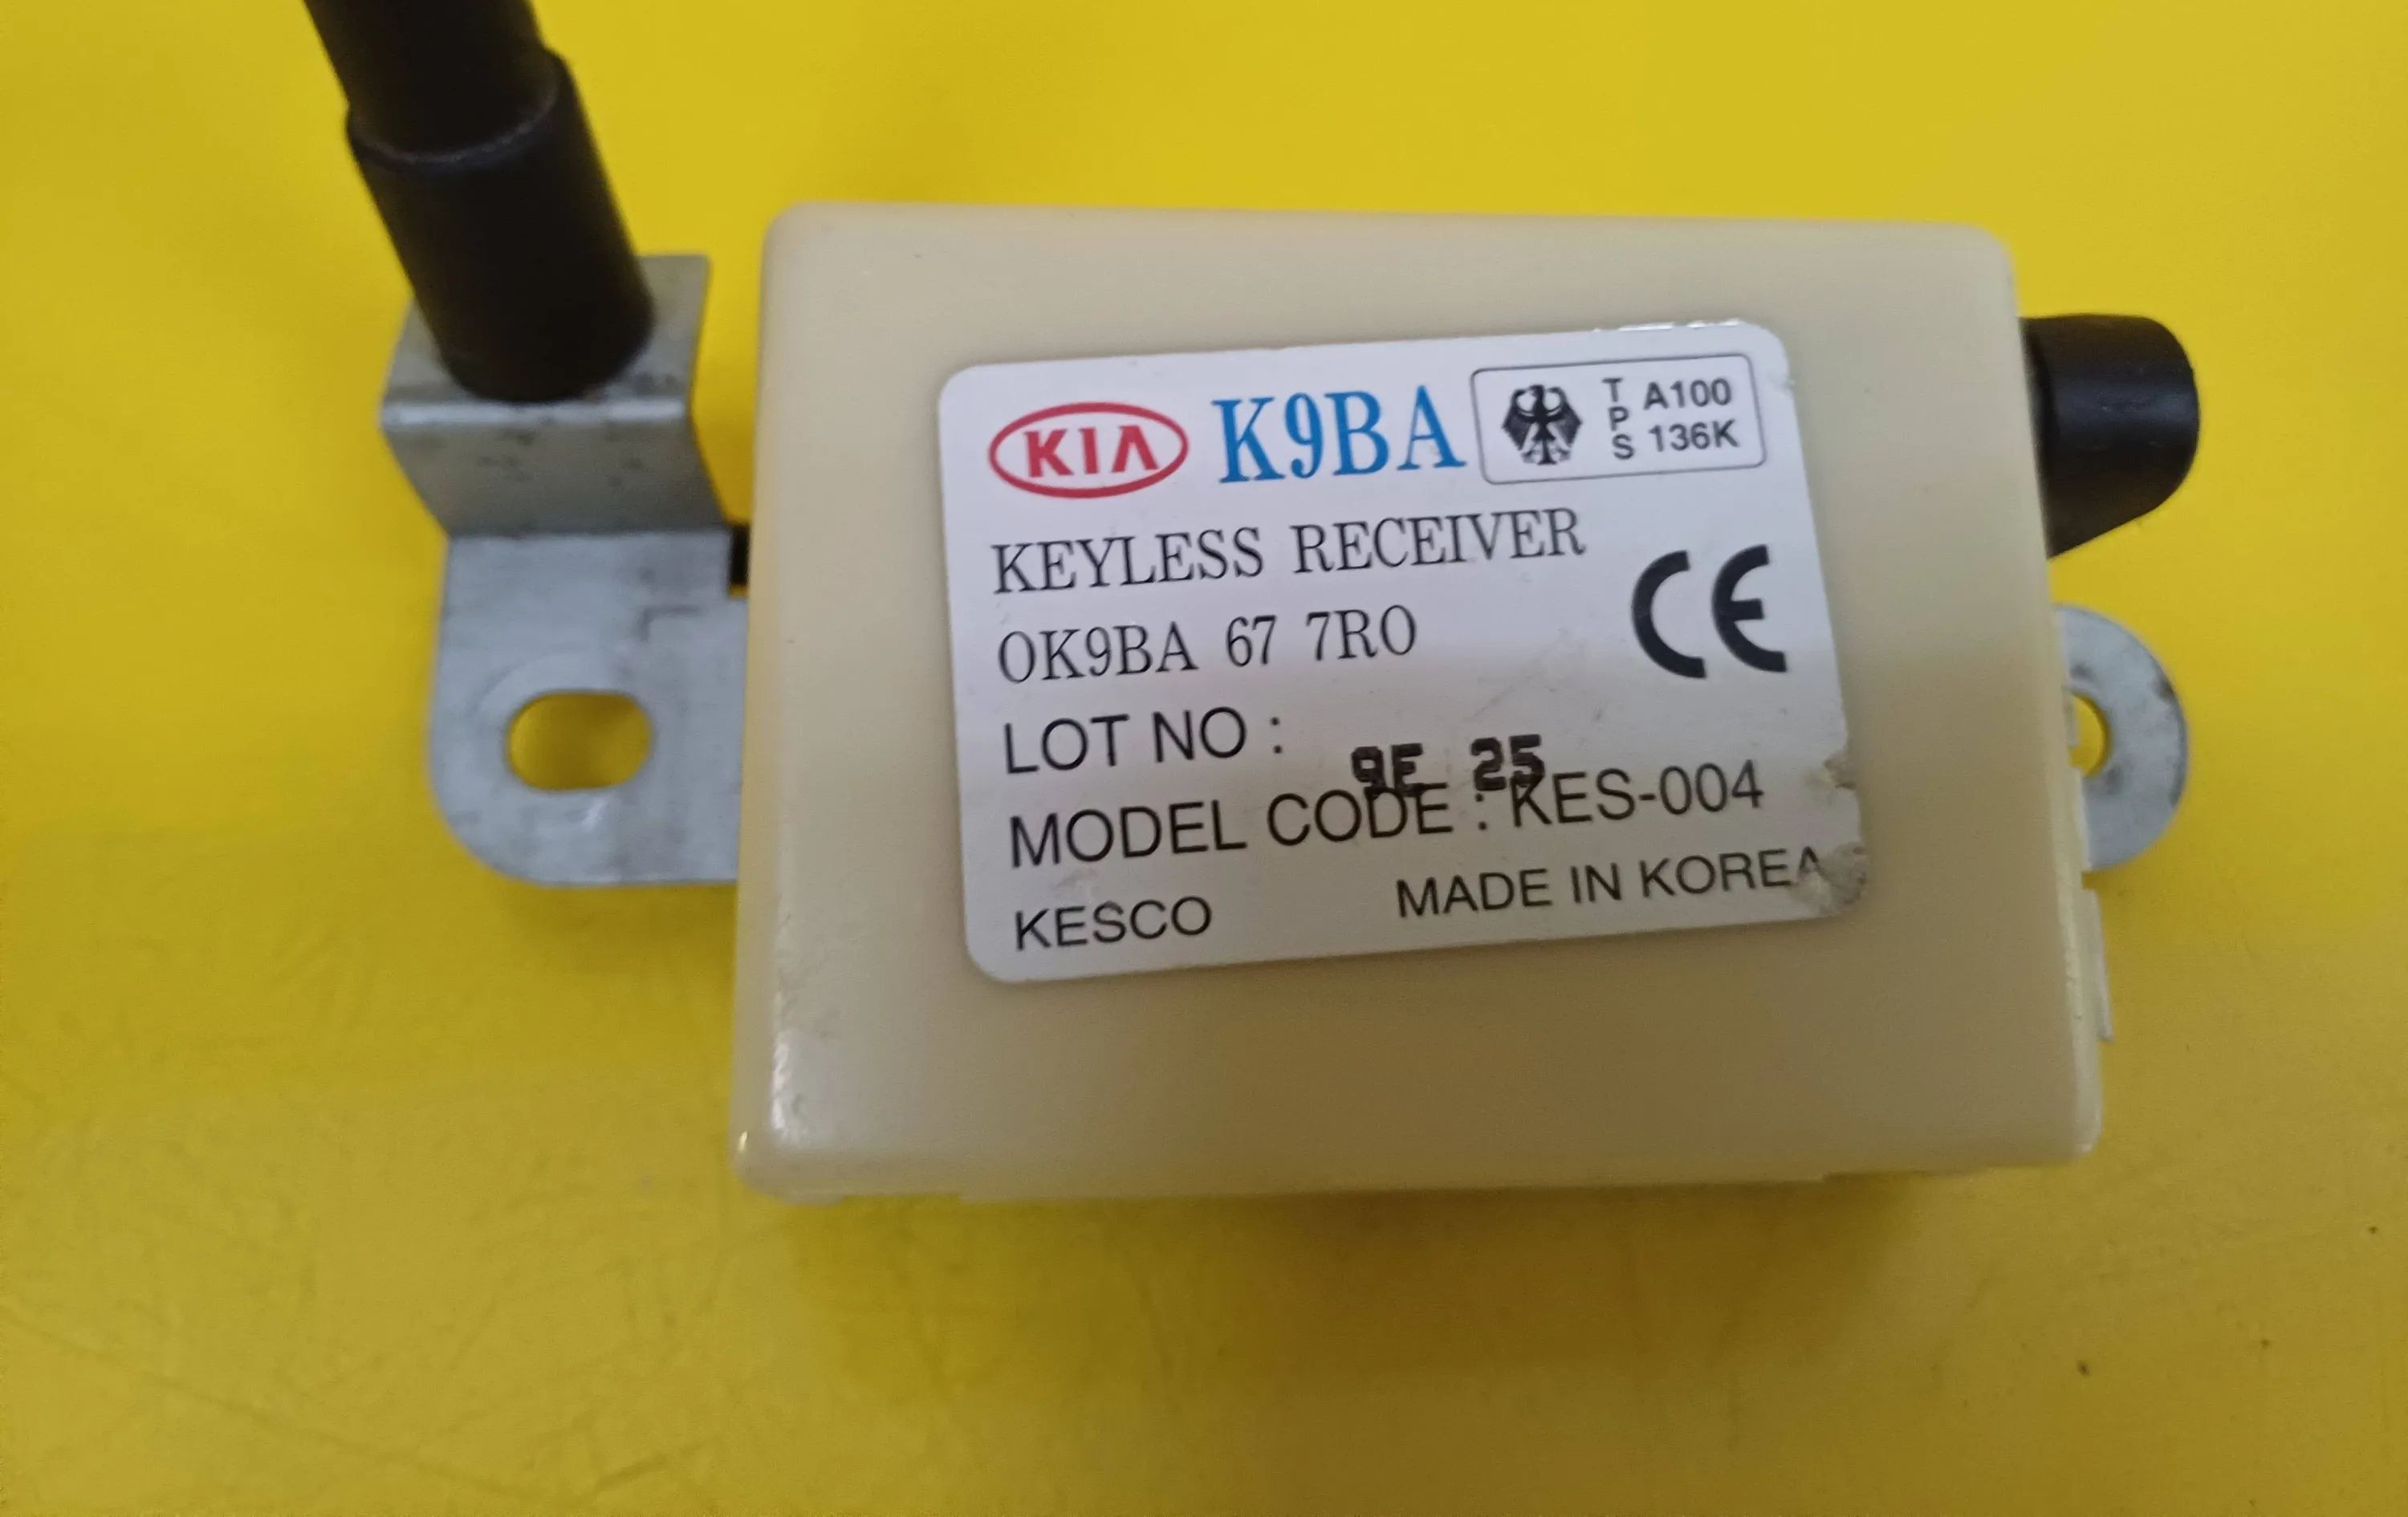 KIA K9BA TPS A100 136K
KEYLESS RECEIVER
OK9BA 67 7RO
LOT NO : 9E 25
MODEL CODE : KES-004
KESCO MADE IN KOREA
CE